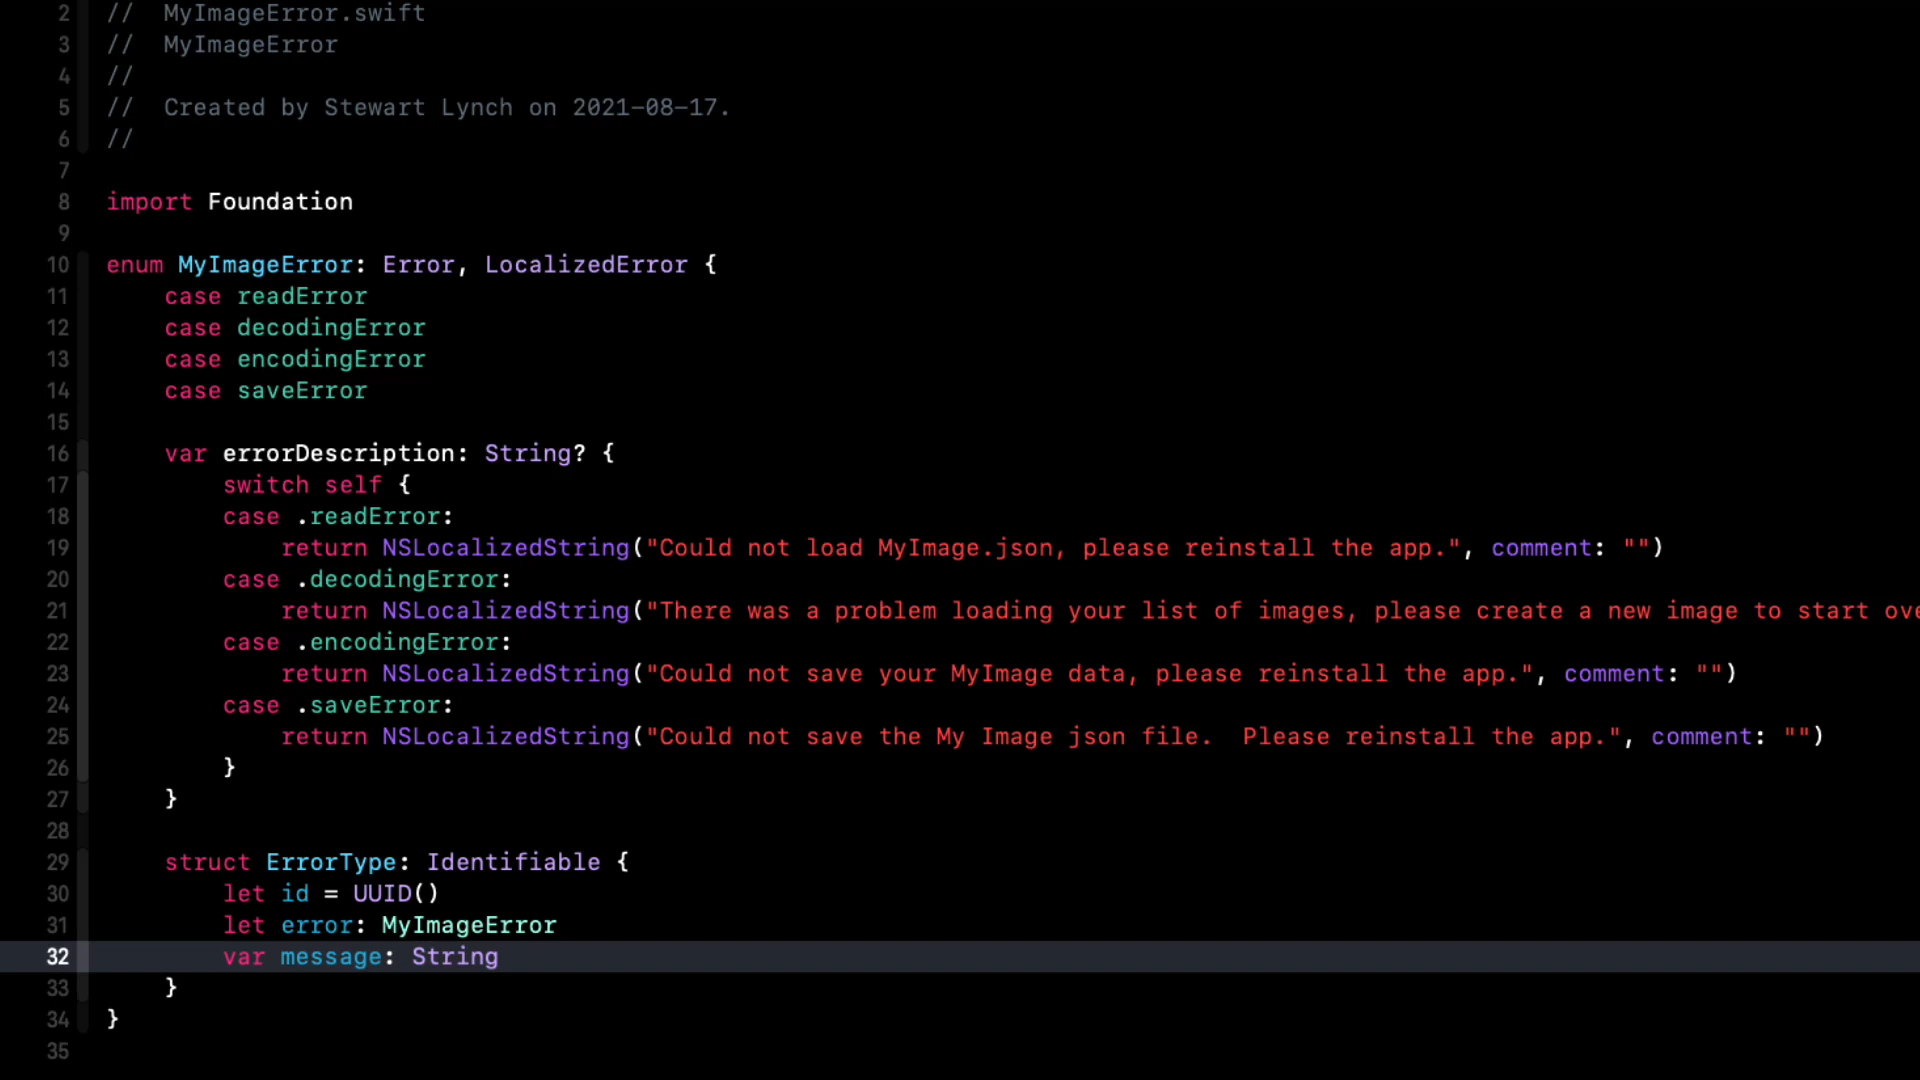 2 //  MyImageError.swift
3 //  MyImageError
4 //
5 //  Created by Stewart Lynch on 2021-08-17.
6 //
7
8 import Foundation
9
10 enum MyImageError: Error, LocalizedError {
11     case readError
12     case decodingError
13     case encodingError
14     case saveError
15
16     var errorDescription: String? {
17         switch self {
18         case .readError:
19             return NSLocalizedString("Could not load MyImage.json, please reinstall the app.", comment: "")
20         case .decodingError:
21             return NSLocalizedString("There was a problem loading your list of images, please create a new image to start ove
22         case .encodingError:
23             return NSLocalizedString("Could not save your MyImage data, please reinstall the app.", comment: "")
24         case .saveError:
25             return NSLocalizedString("Could not save the My Image json file.  Please reinstall the app.", comment: "")
26         }
27     }
28
29     struct ErrorType: Identifiable {
30         let id = UUID()
31         let error: MyImageError
32         var message: String
33     }
34 }
35